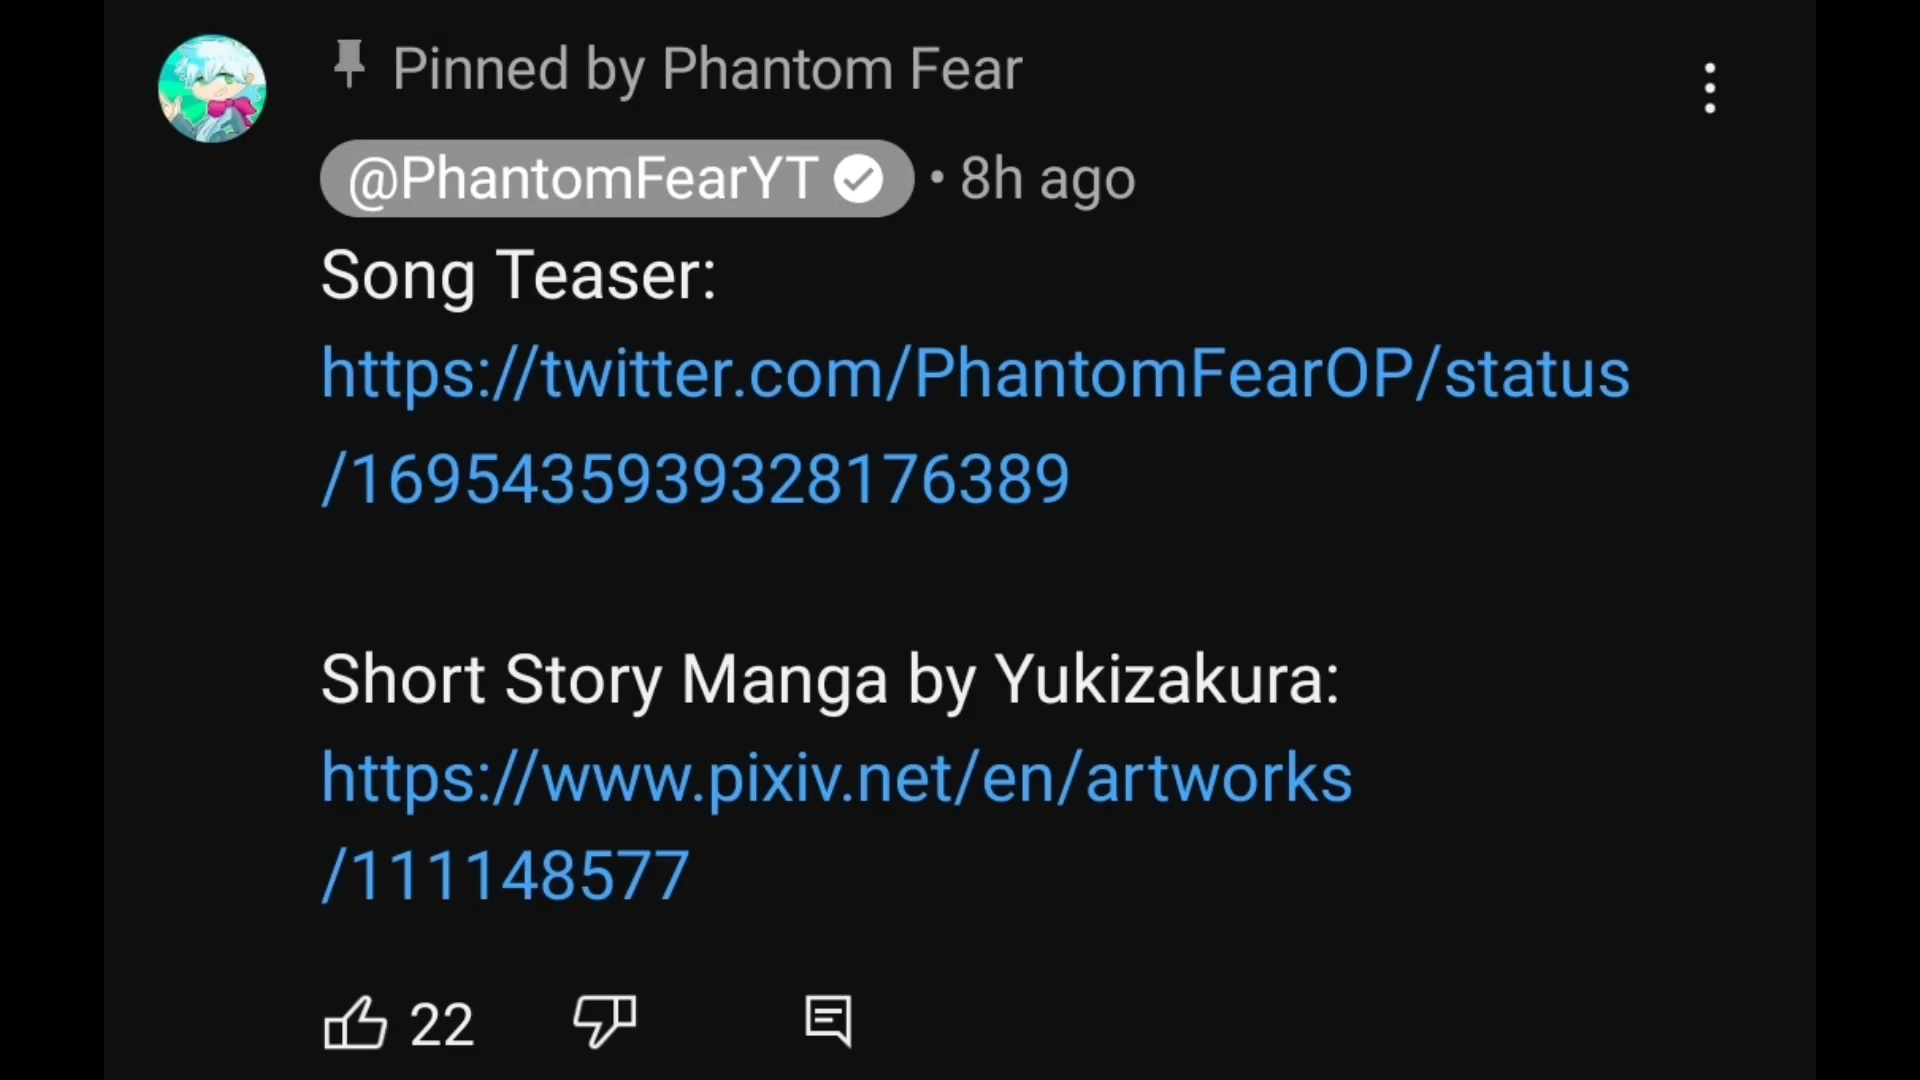 Pinned by Phantom Fear
@PhantomFearYT • 8h ago
Song Teaser:
https://twitter.com/PhantomFearOP/status
/1695435939328176389
Short Story Manga by Yukizakura:
https://www.pixiv.net/en/artworks
/111148577
22